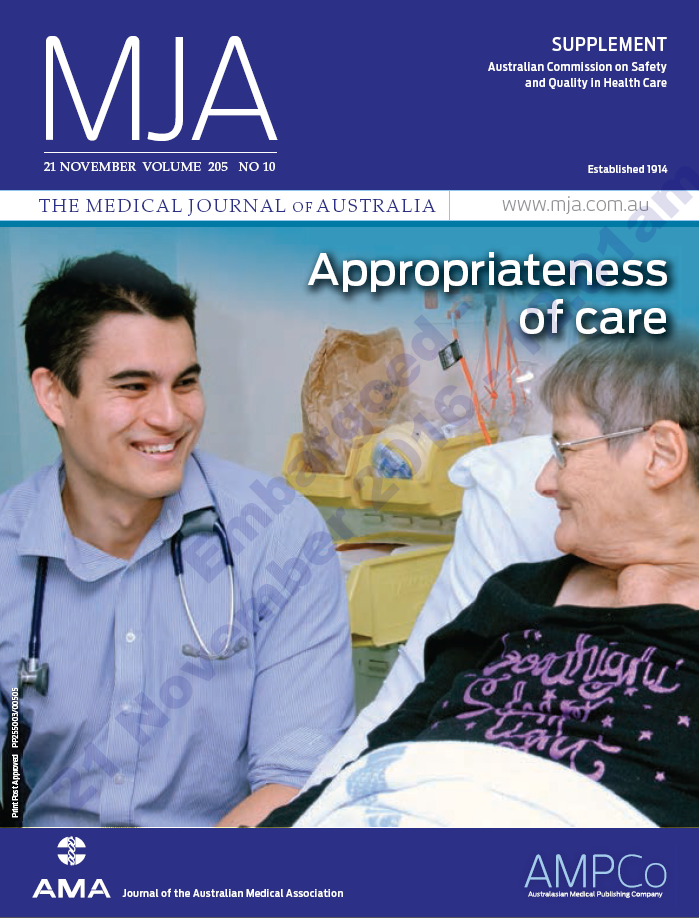 MJA
SUPPLEMENT
Australian Commission on Safety
and Quality in Health Care
21 NOVEMBER VOLUME 205 NO 10
Established 1914
THE MEDICAL JOURNAL OF AUSTRALIA
www.mja.com.au
Appropriateness
of care
Embargoed - 12.01am
21 November 2016
Print Post Approved PP255003/00505
AMA
Journal of the Australian Medical Association
AMPCo
Australasian Medical Publishing Company